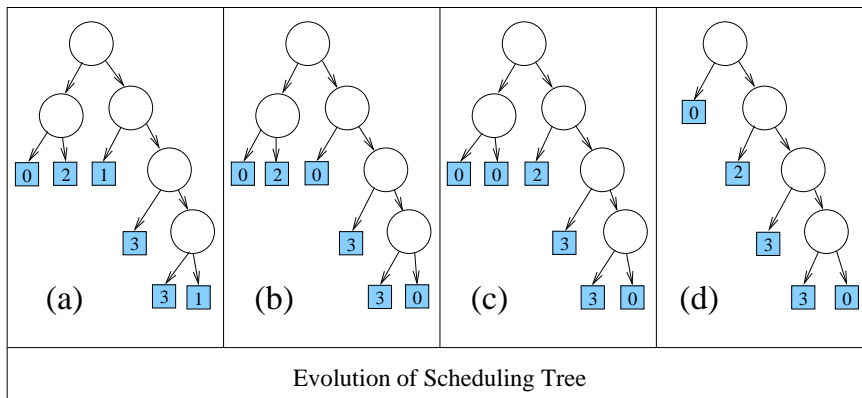 0 2 1 3 3 1 (a)
0 2 0 3 3 0 (b)
0 0 2 3 3 0 (c)
0 2 3 3 0 (d)
Evolution of Scheduling Tree